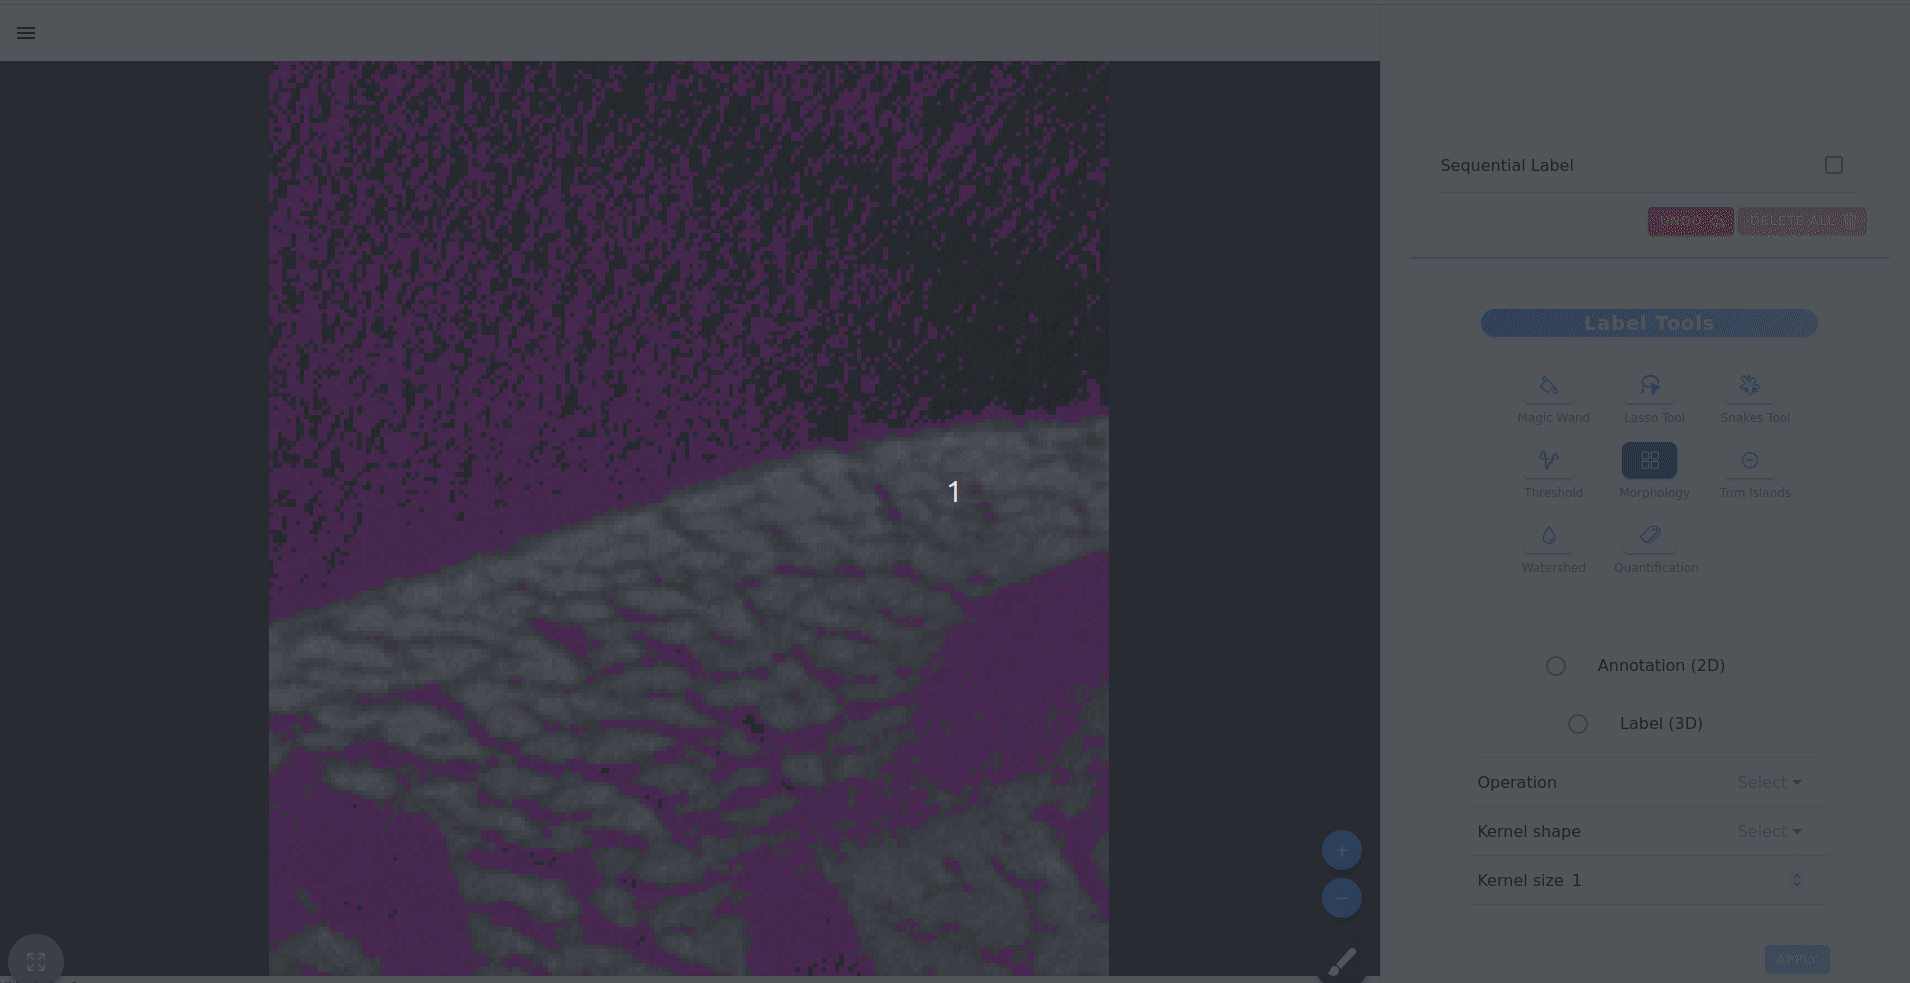 Sequential Label
UNDO DELETE ALL
Label Tools
Magic Wand Lasso Tool Snakes Tool
1
Threshold Morphology Trim Islands
Watershed Quantification
Annotation (2D)
Label (3D)
Operation Select
Kernel shape Select
Kernel size 1
APPLY